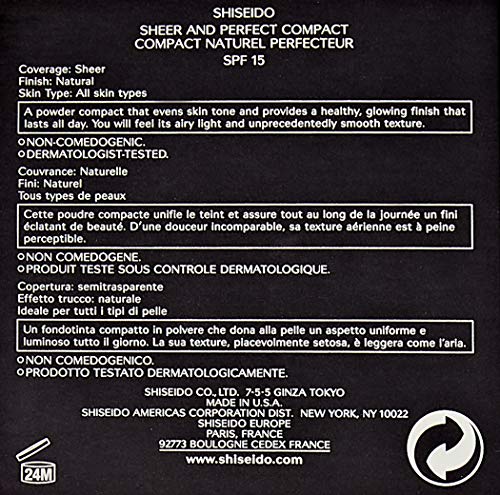 SHISEIDO
SHEER AND PERFECT COMPACT
COMPACT NATUREL PERFECTEUR
SPF 15
Coverage: Sheer
Finish: Natural
Skin Type: All skin types
A powder compact that evens skin tone and provides a healthy, glowing finish that
lasts all day. You will feel its airy light and unprecedentedly smooth texture.
○NON-COMEDOGENIC.
○DERMATOLOGIST-TESTED.
Couvrance: Naturelle
Fini: Naturel
Tous types de peaux
Cette poudre compacte unifie le teint et assure tout au long de la journée un fini
éclatant de beauté. D'une douceur incomparable, sa texture aérienne est à peine
perceptible.
○NON COMEDOGENE.
○PRODUIT TESTE SOUS CONTROLE DERMATOLOGIQUE.
Copertura: semitrasparente
Effetto trucco: naturale
Ideale per tutti i tipi di pelle
Un fondotinta compatto in polvere che dona alla pelle un aspetto uniforme e
luminoso tutto il giorno. La sua texture, piacevolmente setosa, è leggera come l'aria.
○NON COMEDOGENICO.
○PRODOTTO TESTATO DERMATOLOGICAMENTE.
SHISEIDO CO., LTD. 7-5-5 GINZA TOKYO
MADE IN U.S.A.
SHISEIDO AMERICAS CORPORATION DIST. NEW YORK, NY 10022
SHISEIDO EUROPE
PARIS, FRANCE
92773 BOULOGNE CEDEX FRANCE
www.shiseido.com
24M